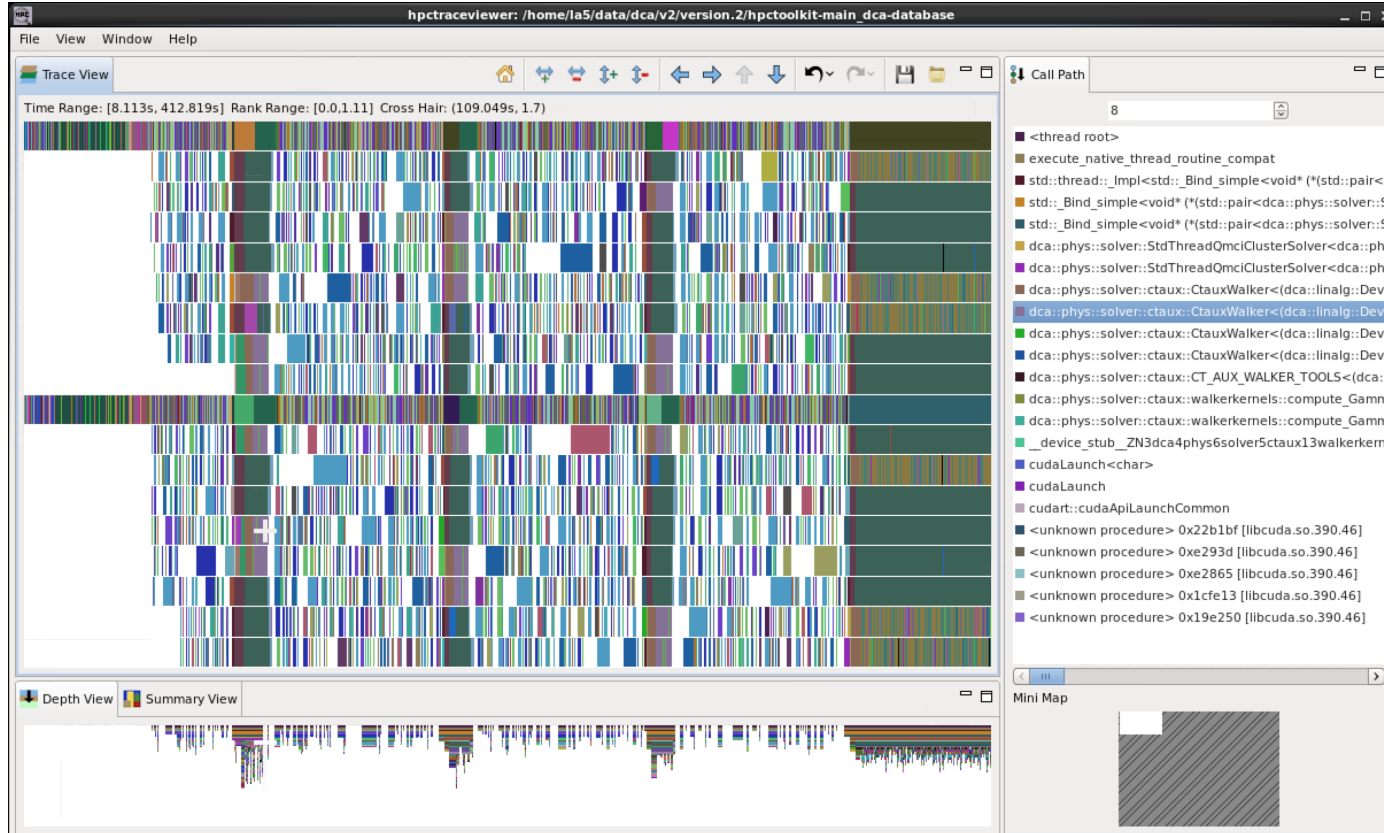 hpctraceviewer: /home/la5/data/dca/v2/version.2/hpctoolkit-main_dca-database
File View Window Help
Trace View
Time Range: [8.113s, 412.819s] Rank Range: [0.0,1.11] Cross Hair: (109.049s, 1.7)
Call Path
8
<thread root>
execute_native_thread_routine_compat
std::thread::_Impl<std::_Bind_simple<void* (*(std::pair<
std::_Bind_simple<void* (*(std::pair<dca::phys::solver::S
std::_Bind_simple<void* (*(std::pair<dca::phys::solver::S
dca::phys::solver::StdThreadQmciClusterSolver<dca::ph
dca::phys::solver::StdThreadQmciClusterSolver<dca::ph
dca::phys::solver::ctaux::CtauxWalker<(dca::linalg::Dev
dca::phys::solver::ctaux::CtauxWalker<(dca::linalg::Dev
dca::phys::solver::ctaux::CtauxWalker<(dca::linalg::Dev
dca::phys::solver::ctaux::CtauxWalker<(dca::linalg::Dev
dca::phys::solver::ctaux::CT_AUX_WALKER_TOOLS<(dca:
dca::phys::solver::ctaux::walkerkernels::compute_Gamm
dca::phys::solver::ctaux::walkerkernels::compute_Gamm
__device_stub__ZN3dca4phys6solver5ctaux13walkerkern
cudaLaunch<char>
cudaLaunch
cudart::cudaApiLaunchCommon
<unknown procedure> 0x22b1bf [libcuda.so.390.46]
<unknown procedure> 0xe293d [libcuda.so.390.46]
<unknown procedure> 0xe2865 [libcuda.so.390.46]
<unknown procedure> 0x1cfe13 [libcuda.so.390.46]
<unknown procedure> 0x19e250 [libcuda.so.390.46]
Depth View Summary View
Mini Map